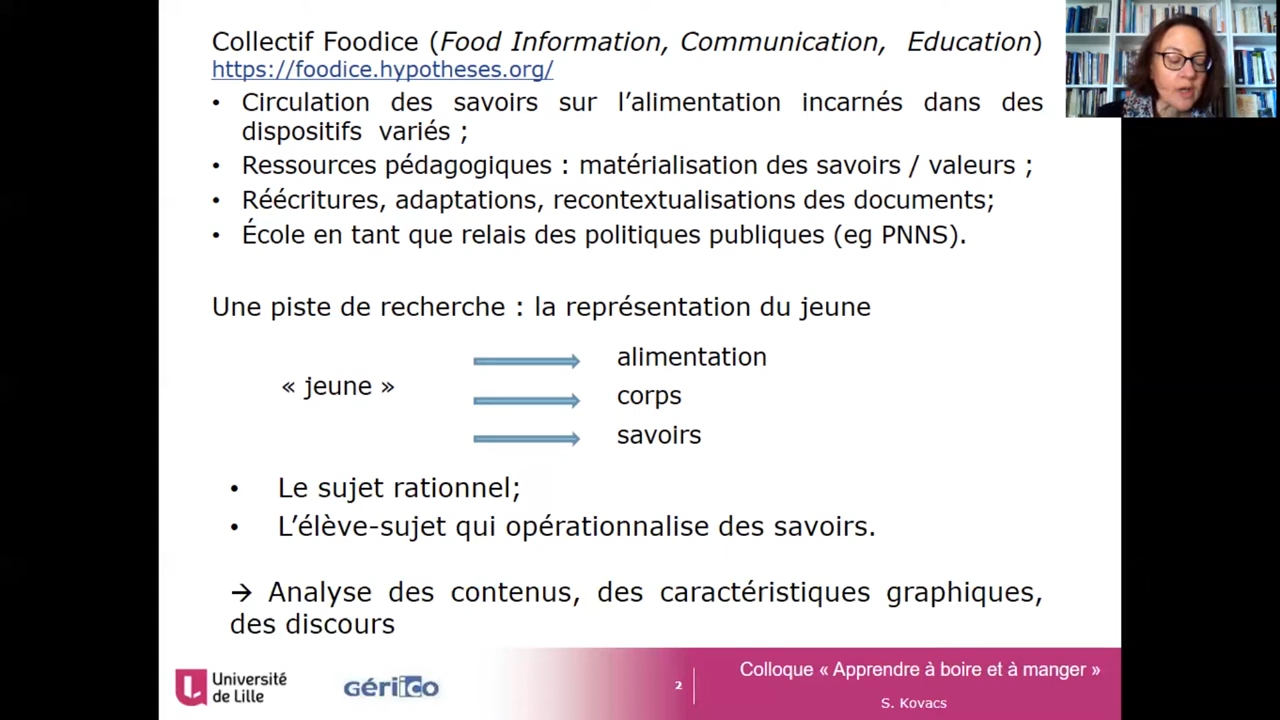 Collectif Foodice (Food Information, Communication, Education)
https://foodice.hypotheses.org/
• Circulation des savoirs sur l’alimentation incarnés dans des
dispositifs variés ;
• Ressources pédagogiques : matérialisation des savoirs / valeurs ;
• Réécritures, adaptations, recontextualisations des documents;
• École en tant que relais des politiques publiques (eg PNNS).
Une piste de recherche : la représentation du jeune
« jeune »
alimentation
corps
savoirs
• Le sujet rationnel;
• L’élève-sujet qui opérationnalise des savoirs.
→ Analyse des contenus, des caractéristiques graphiques,
des discours
Université
de Lille
gériico
2
Colloque « Apprendre à boire et à manger »
S. Kovacs